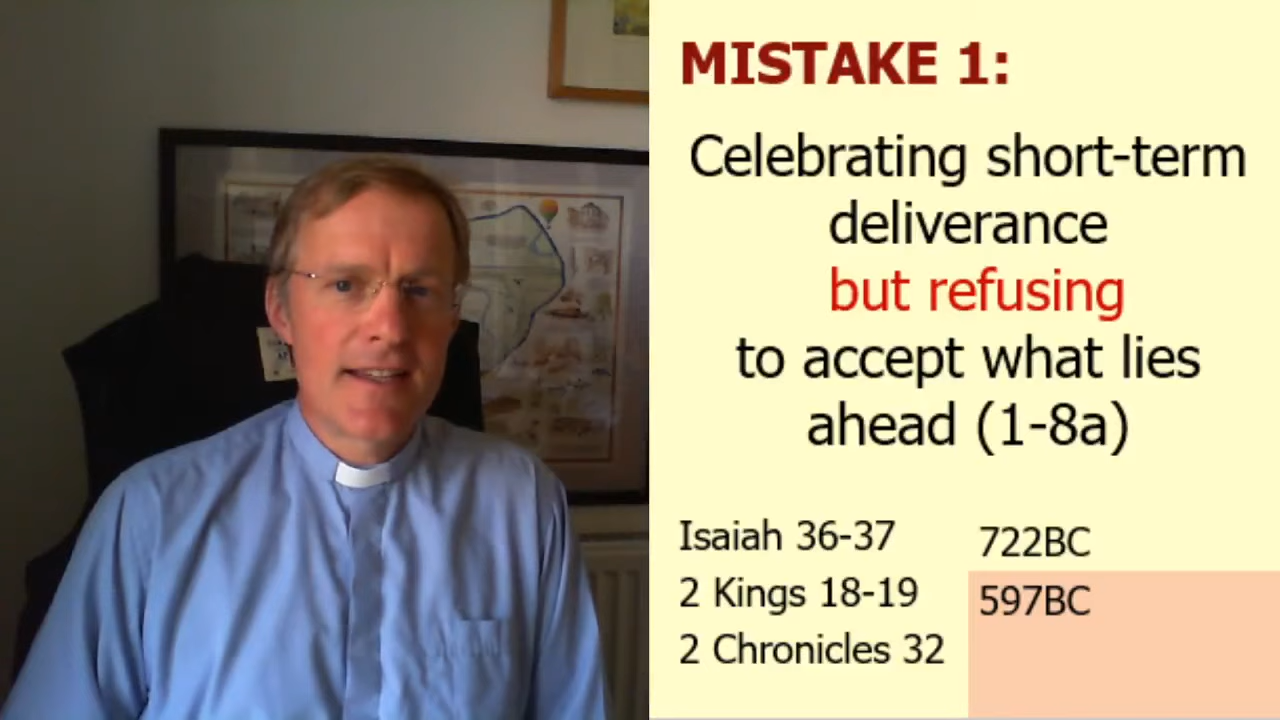 MISTAKE 1:
Celebrating short-term
deliverance
but refusing
to accept what lies
ahead (1-8a)
Isaiah 36-37
2 Kings 18-19
2 Chronicles 32
722BC
597BC